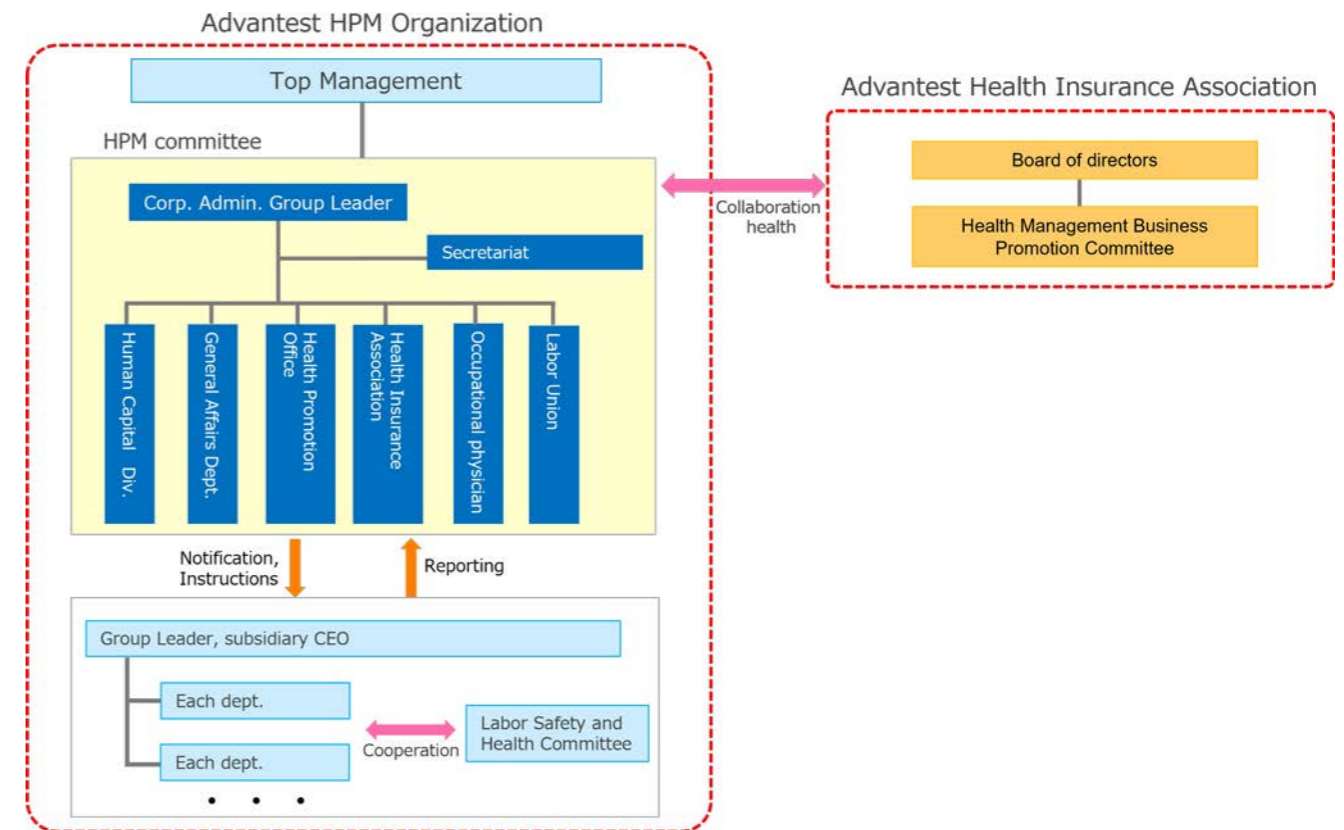 Advantest HPM Organization
Top Management
HPM committee
Corp. Admin. Group Leader
Secretariat
Human Capital Div.
General Affairs Dept.
Health Promotion
Office
Health Insurance
Association
Occupational physician
Labor Union
Notification,
Instructions
Reporting
Group Leader, subsidiary CEO
Each dept.
Each dept.
• • •
Cooperation
Labor Safety and
Health Committee
Collaboration
health
Advantest Health Insurance Association
Board of directors
Health Management Business
Promotion Committee